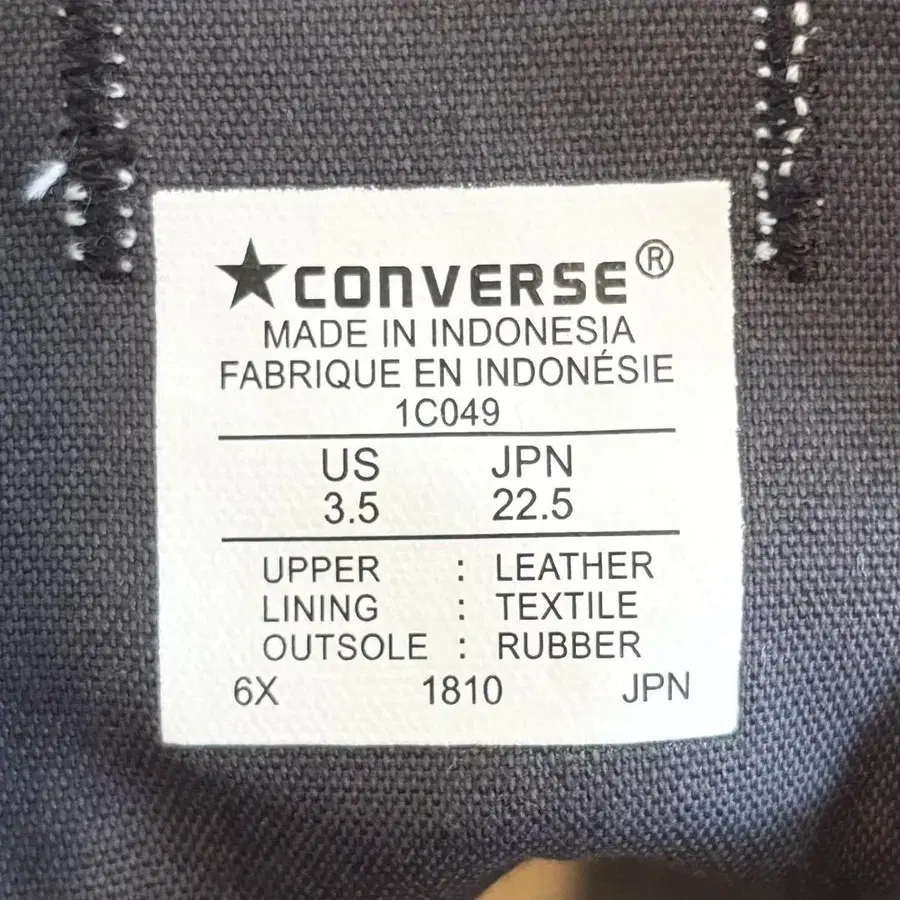 ★CONVERSE®
MADE IN INDONESIA
FABRIQUE EN INDONÉSIE
1C049
US JPN
3.5 22.5
UPPER : LEATHER
LINING : TEXTILE
OUTSOLE : RUBBER
6X 1810 JPN